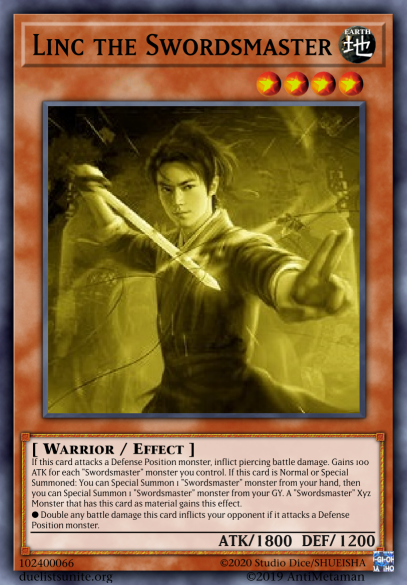 LINC THE SWORDSMASTER
EARTH
地
[ WARRIOR / EFFECT ]
If this card attacks a Defense Position monster, inflict piercing battle damage. Gains 100
ATK for each "Swordsmaster" monster you control. If this card is Normal or Special
Summoned: You can Special Summon 1 "Swordsmaster" monster from your hand, then
you can Special Summon 1 "Swordsmaster" monster from your GY. A "Swordsmaster" Xyz
Monster that has this card as material gains this effect.
● Double any battle damage this card inflicts your opponent if it attacks a Defense
Position monster.
ATK/1800 DEF/1200
102400066 ©2020 Studio Dice/SHUEISHA
duelistsunite.org ©2019 AntiMetaman